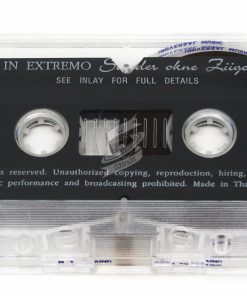 IN EXTREMO Sünder ohne Zügel
SEE INLAY FOR FULL DETAILS
s reserved. Unauthorized copying, reproduction, hiring,
c performance and broadcasting prohibited. Made in Tha